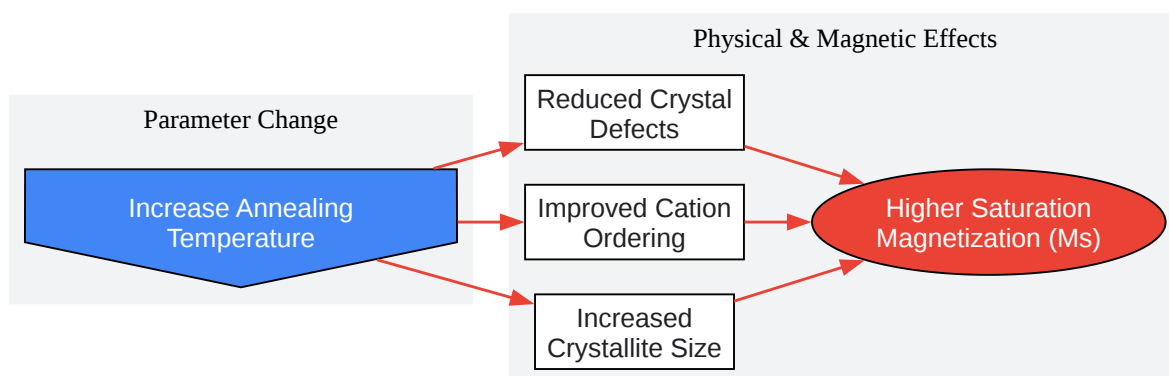 Parameter Change
Increase Annealing
Temperature
Physical & Magnetic Effects
Reduced Crystal
Defects
Improved Cation
Ordering
Increased
Crystallite Size
Higher Saturation
Magnetization (Ms)